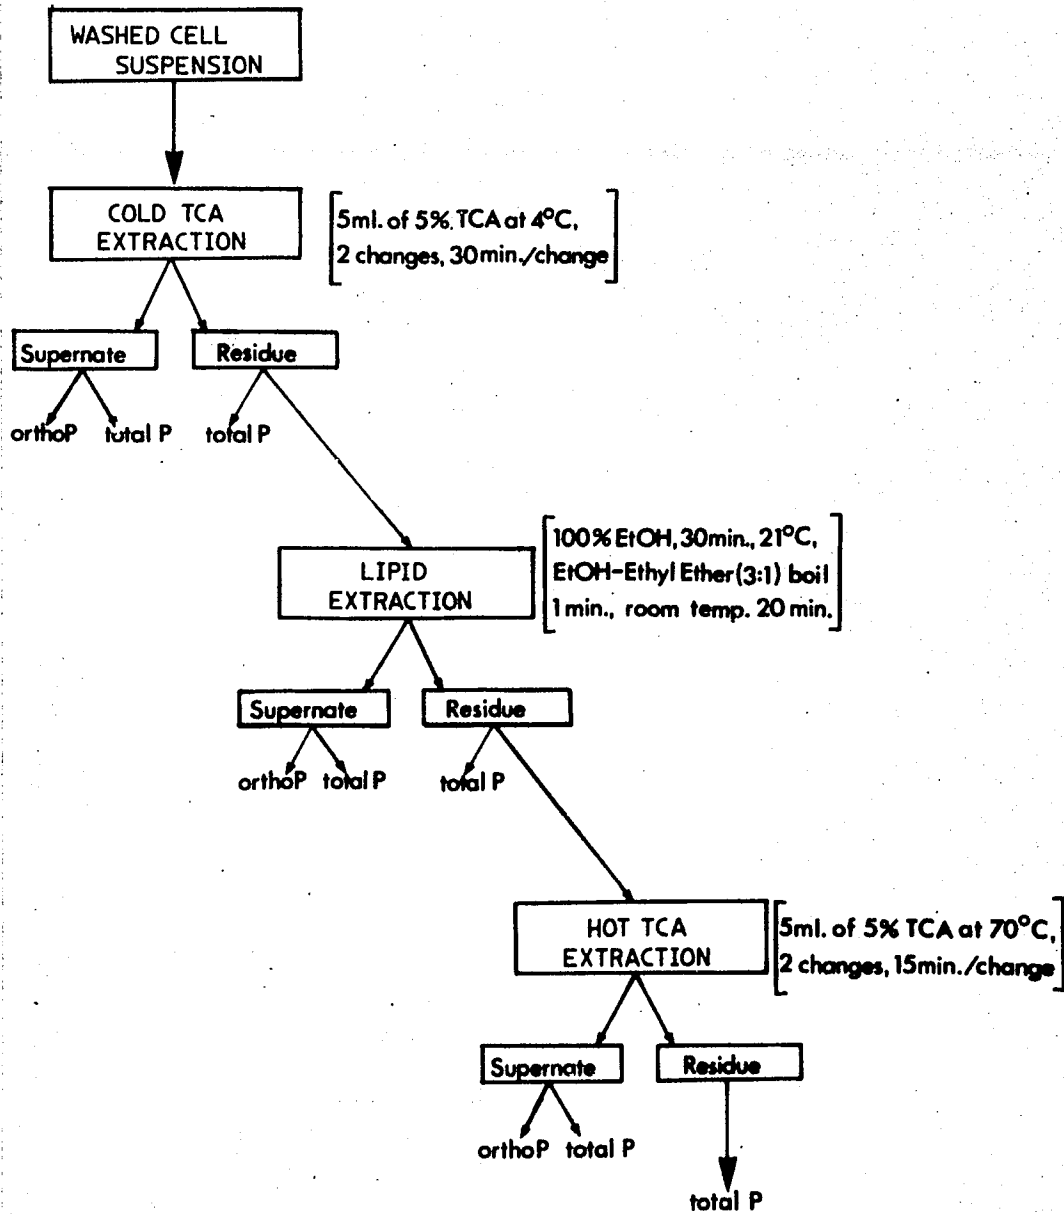 WASHED CELL
SUSPENSION
COLD TCA
EXTRACTION
5ml. of 5% TCA at 4°C,
2 changes, 30min./change
Supernate
Residue
orthoP total P
total P
LIPID
EXTRACTION
100% EtOH, 30min., 21°C,
EtOH-Ethyl Ether (3:1) boil
1 min., room temp. 20 min.
Supernate
Residue
orthoP total P
total P
HOT TCA
EXTRACTION
5ml. of 5% TCA at 70°C,
2 changes, 15min./change
Supernate
Residue
orthoP total P
total P